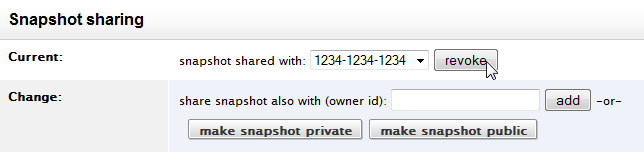 Snapshot sharing
Current: snapshot shared with: 1234-1234-1234 revoke
Change: share snapshot also with (owner id): add -or-
make snapshot private make snapshot public